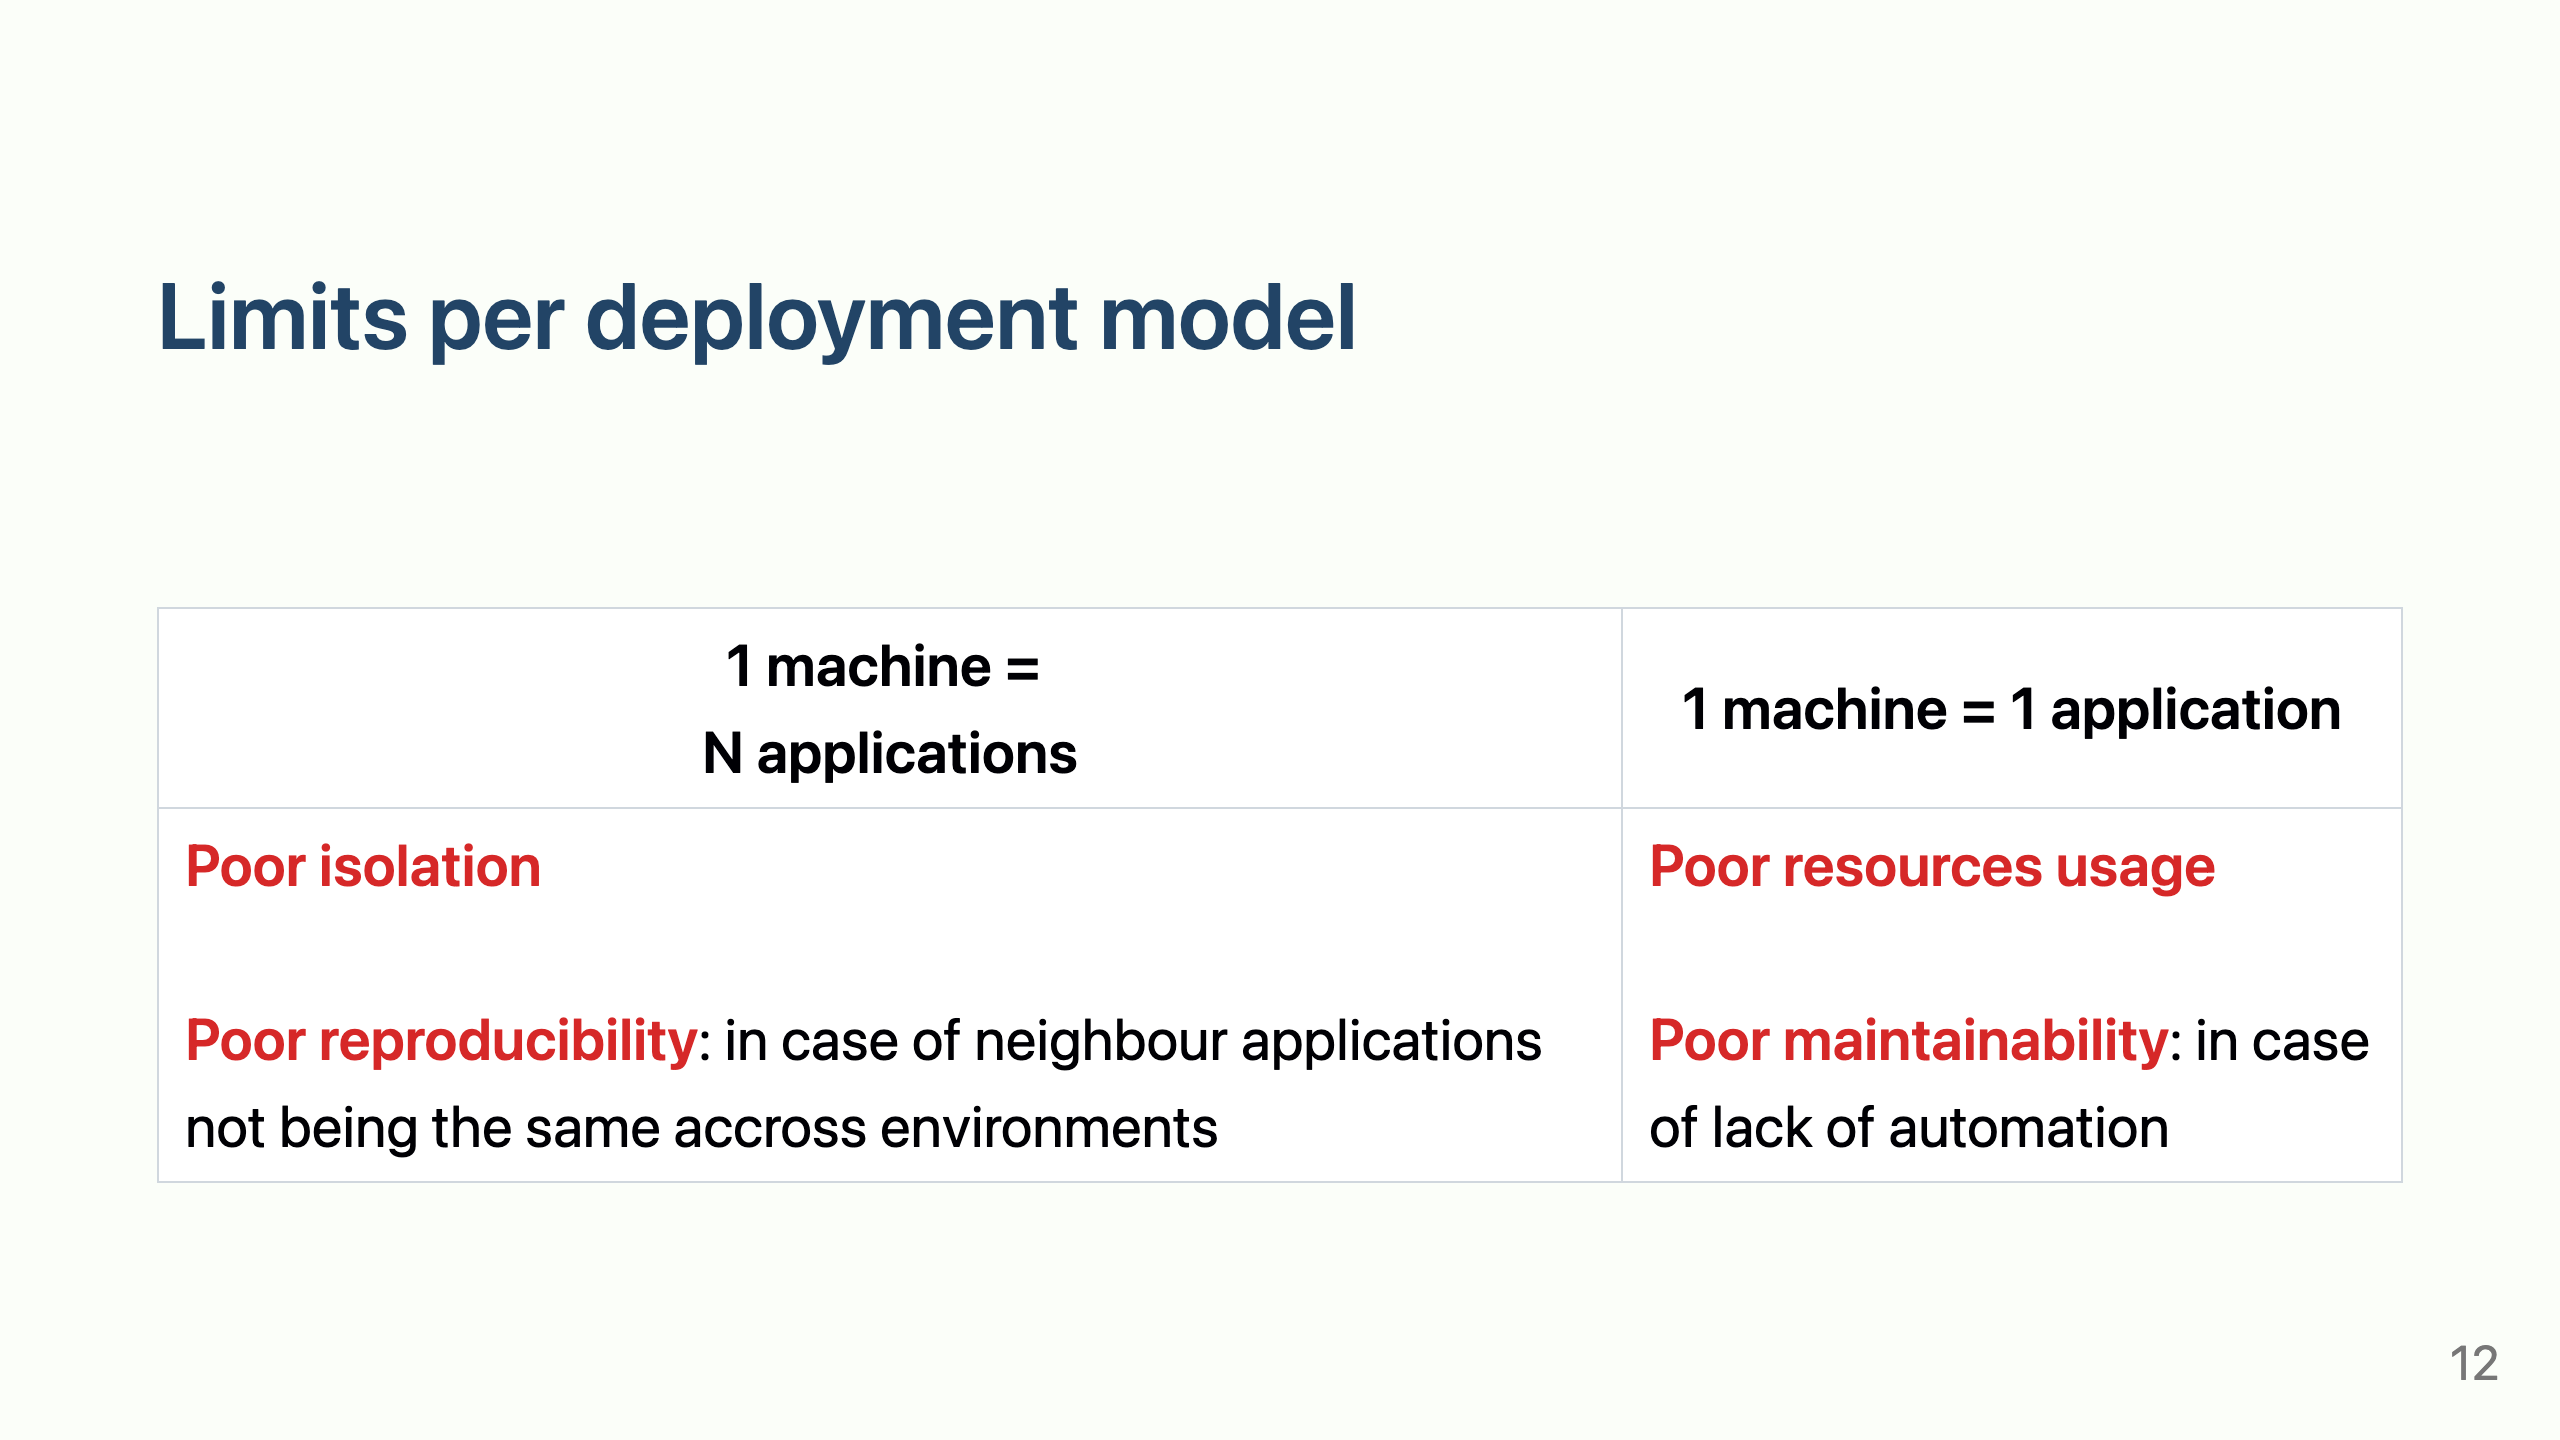 Limits per deployment model
1 machine =
N applications
1 machine = 1 application
Poor isolation
Poor reproducibility: in case of neighbour applications
not being the same accross environments
Poor resources usage
Poor maintainability: in case
of lack of automation
12